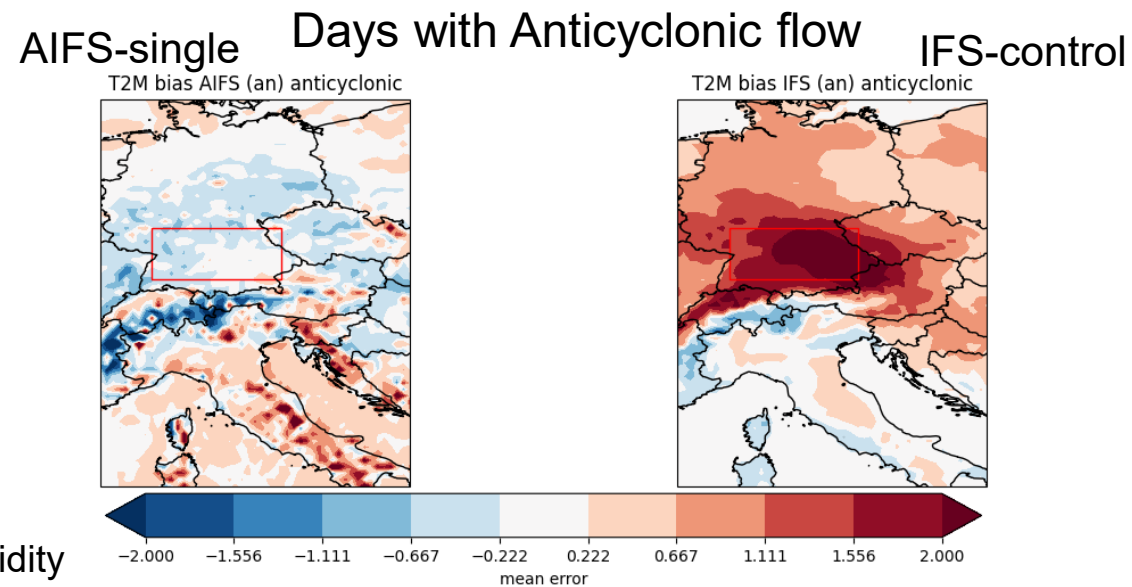 Days with Anticyclonic flow
AIFS-single
IFS-control
T2M bias AIFS (an) anticyclonic
T2M bias IFS (an) anticyclonic
idity
−2.000 −1.556 −1.111 −0.667 −0.222 0.222 0.667 1.111 1.556 2.000
mean error